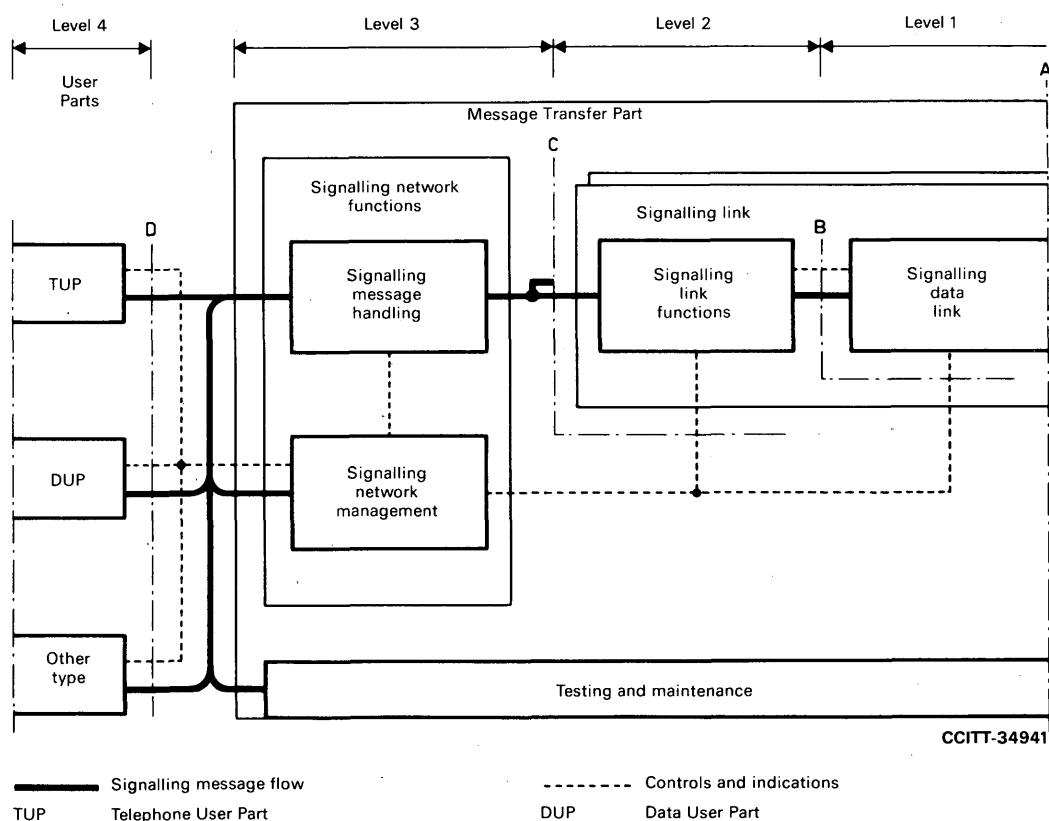 Level 4
Level 3
Level 2
Level 1
User
Parts
A
Message Transfer Part
C
Signalling network
functions
Signalling link
D
B
TUP
Signalling
message
handling
Signalling
link
functions
Signalling
data
link
DUP
Signalling
network
management
Other
type
Testing and maintenance
CCITT-34941
Signalling message flow
Controls and indications
TUP Telephone User Part
DUP Data User Part